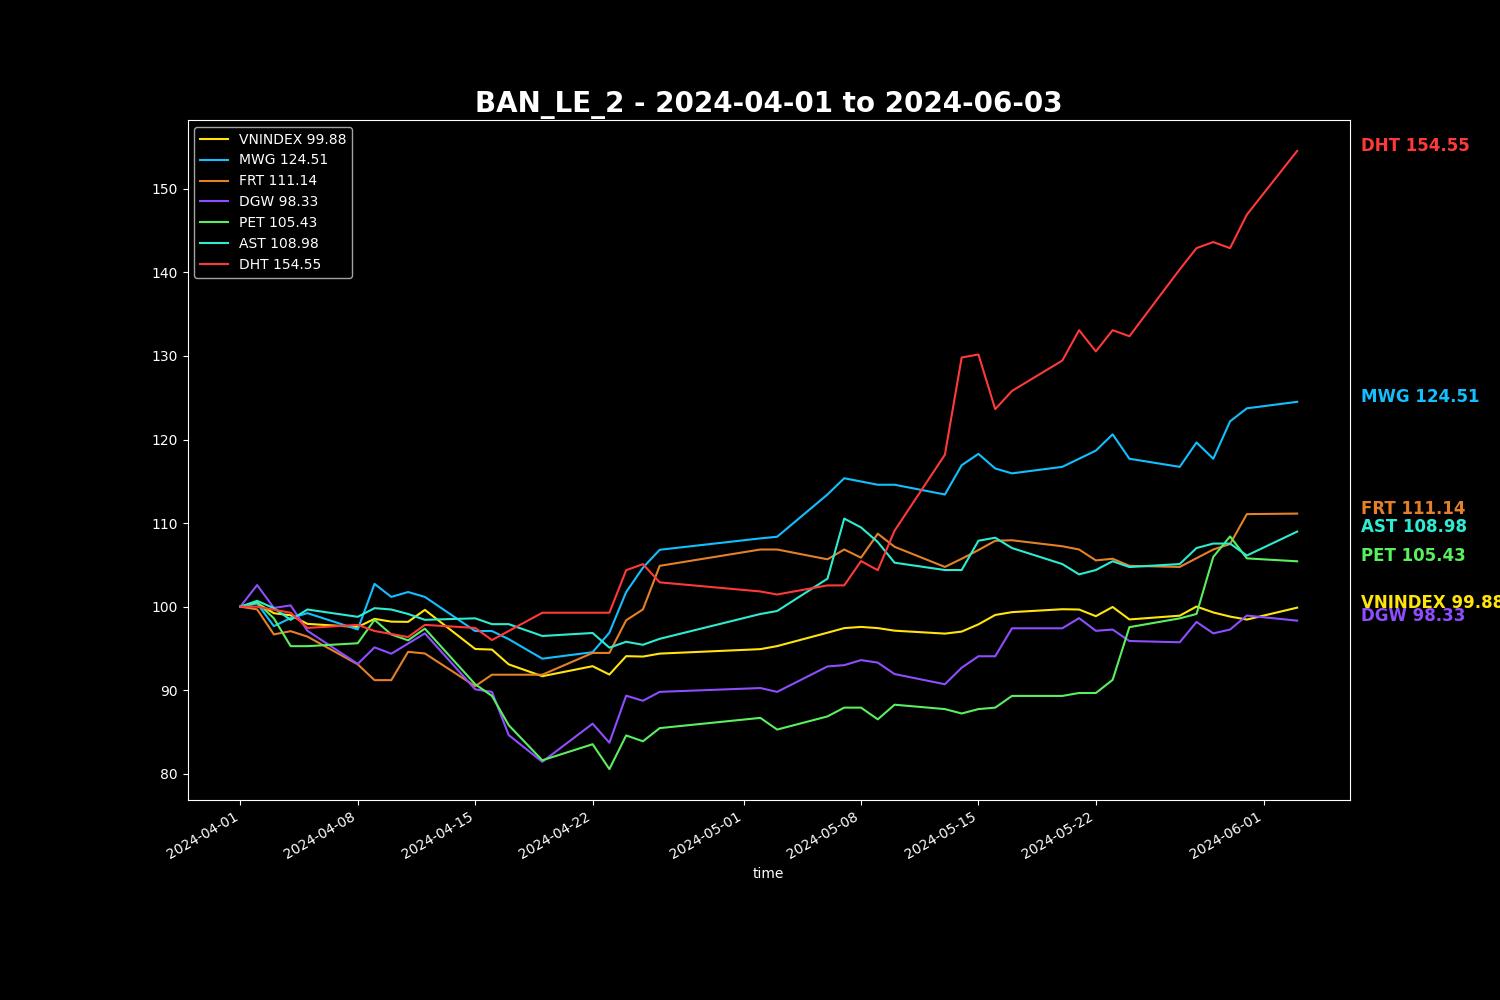 BAN_LE_2 - 2024-04-01 to 2024-06-03
VNINDEX 99.88
MWG 124.51
FRT 111.14
DGW 98.33
PET 105.43
AST 108.98
DHT 154.55
150
140
130
120
110
100
90
80
DHT 154.55
MWG 124.51
FRT 111.14
AST 108.98
PET 105.43
VNINDEX 99.88
DGW 98.33
2024-04-01
2024-04-08
2024-04-15
2024-04-22
2024-05-01
2024-05-08
2024-05-15
2024-05-22
2024-06-01
time